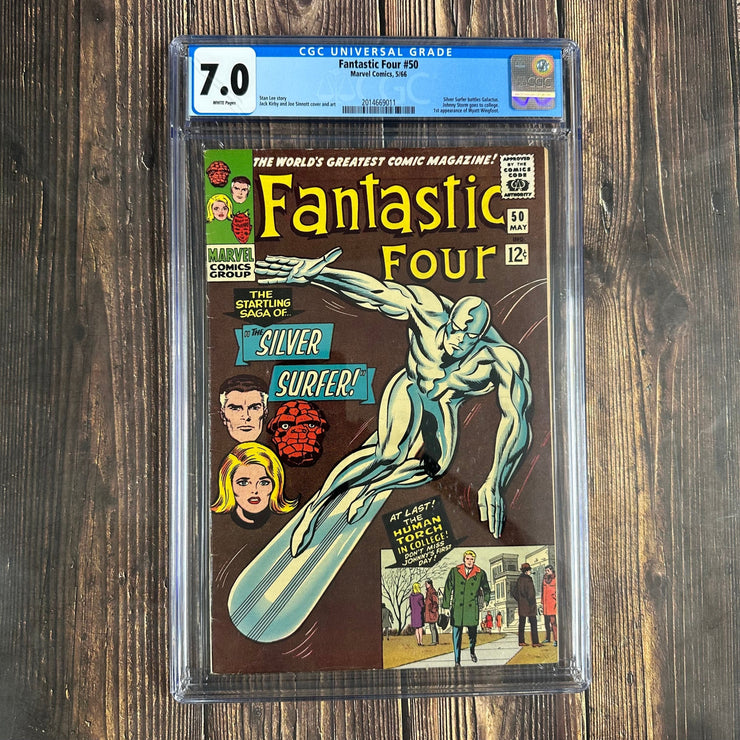 CGC UNIVERSAL GRADE
7.0
WHITE Pages
Fantastic Four #50
Marvel Comics, 5/66
Stan Lee story
Jack Kirby and Joe Sinnott cover and art
2014669011
Silver Surfer battles Galactus.
Johnny Storm goes to college.
1st appearance of Wyatt Wingfoot.
CGC
THE WORLD'S GREATEST COMIC MAGAZINE!
APPROVED
BY THE
COMICS
CODE
AUTHORITY
FANTASTIC
FOUR
50
MAY
IND.
12¢
MARVEL
COMICS
GROUP
THE
STARTLING
SAGA OF...
"THE
SILVER
SURFER!"
AT LAST!
THE
HUMAN
TORCH
IN COLLEGE!
DON'T MISS
JOHNNY'S FIRST
DAY!